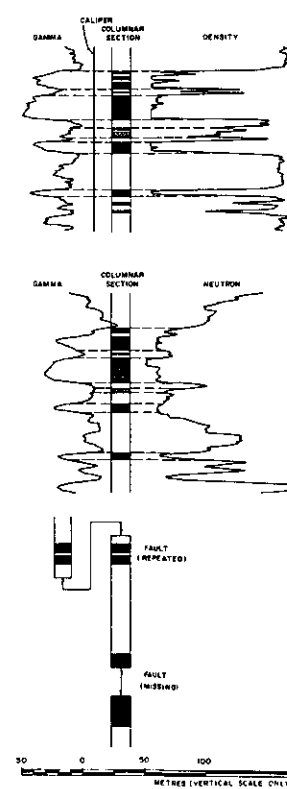 CALIPER
GAMMA
COLUMNAR
SECTION
DENSITY
GAMMA
COLUMNAR
SECTION
NEUTRON
FAULT
(REPEATED)
FAULT
(MISSING)
50 0 50 100
METRES (VERTICAL SCALE ONLY